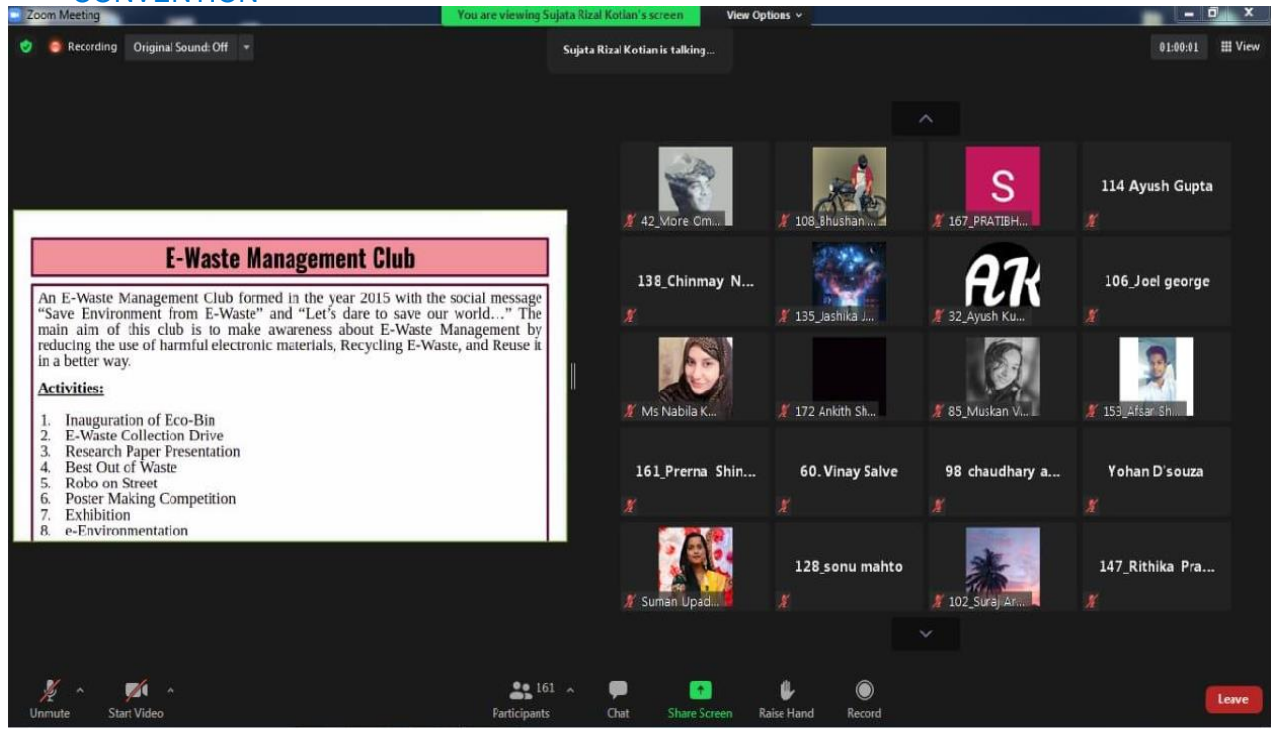 CONVENTION
Zoom Meeting
You are viewing Sujata Rizal Kotian's screen
View Options
Recording
Original Sound: Off
Sujata Rizal Kotian is talking...
01:00:01
View
E-Waste Management Club
An E-Waste Management Club formed in the year 2015 with the social message
“Save Environment from E-Waste” and “Let’s dare to save our world…” The
main aim of this club is to make awareness about E-Waste Management by
reducing the use of harmful electronic materials, Recycling E-Waste, and Reuse it
in a better way.
Activities:
1. Inauguration of Eco-Bin
2. E-Waste Collection Drive
3. Research Paper Presentation
4. Best Out of Waste
5. Robo on Street
6. Poster Making Competition
7. Exhibition
8. e-Environmentation
42_More Om...
108_Bhushan ...
S
167_PRATIBH...
114 Ayush Gupta
138_Chinmay N...
135_Jashika J...
AK
32_Ayush Ku...
106_Joel george
Ms Nabila K...
172 Ankith Sh...
85_Muskan V...
153_Afsar Sh...
161_Prerna Shin...
60. Vinay Salve
98 chaudhary a...
Yohan D'souza
Suman Upad...
128_sonu mahto
102_Suraj Ar...
147_Rithika Pra...
Unmute
Start Video
161
Participants
Chat
Share Screen
Raise Hand
Record
Leave